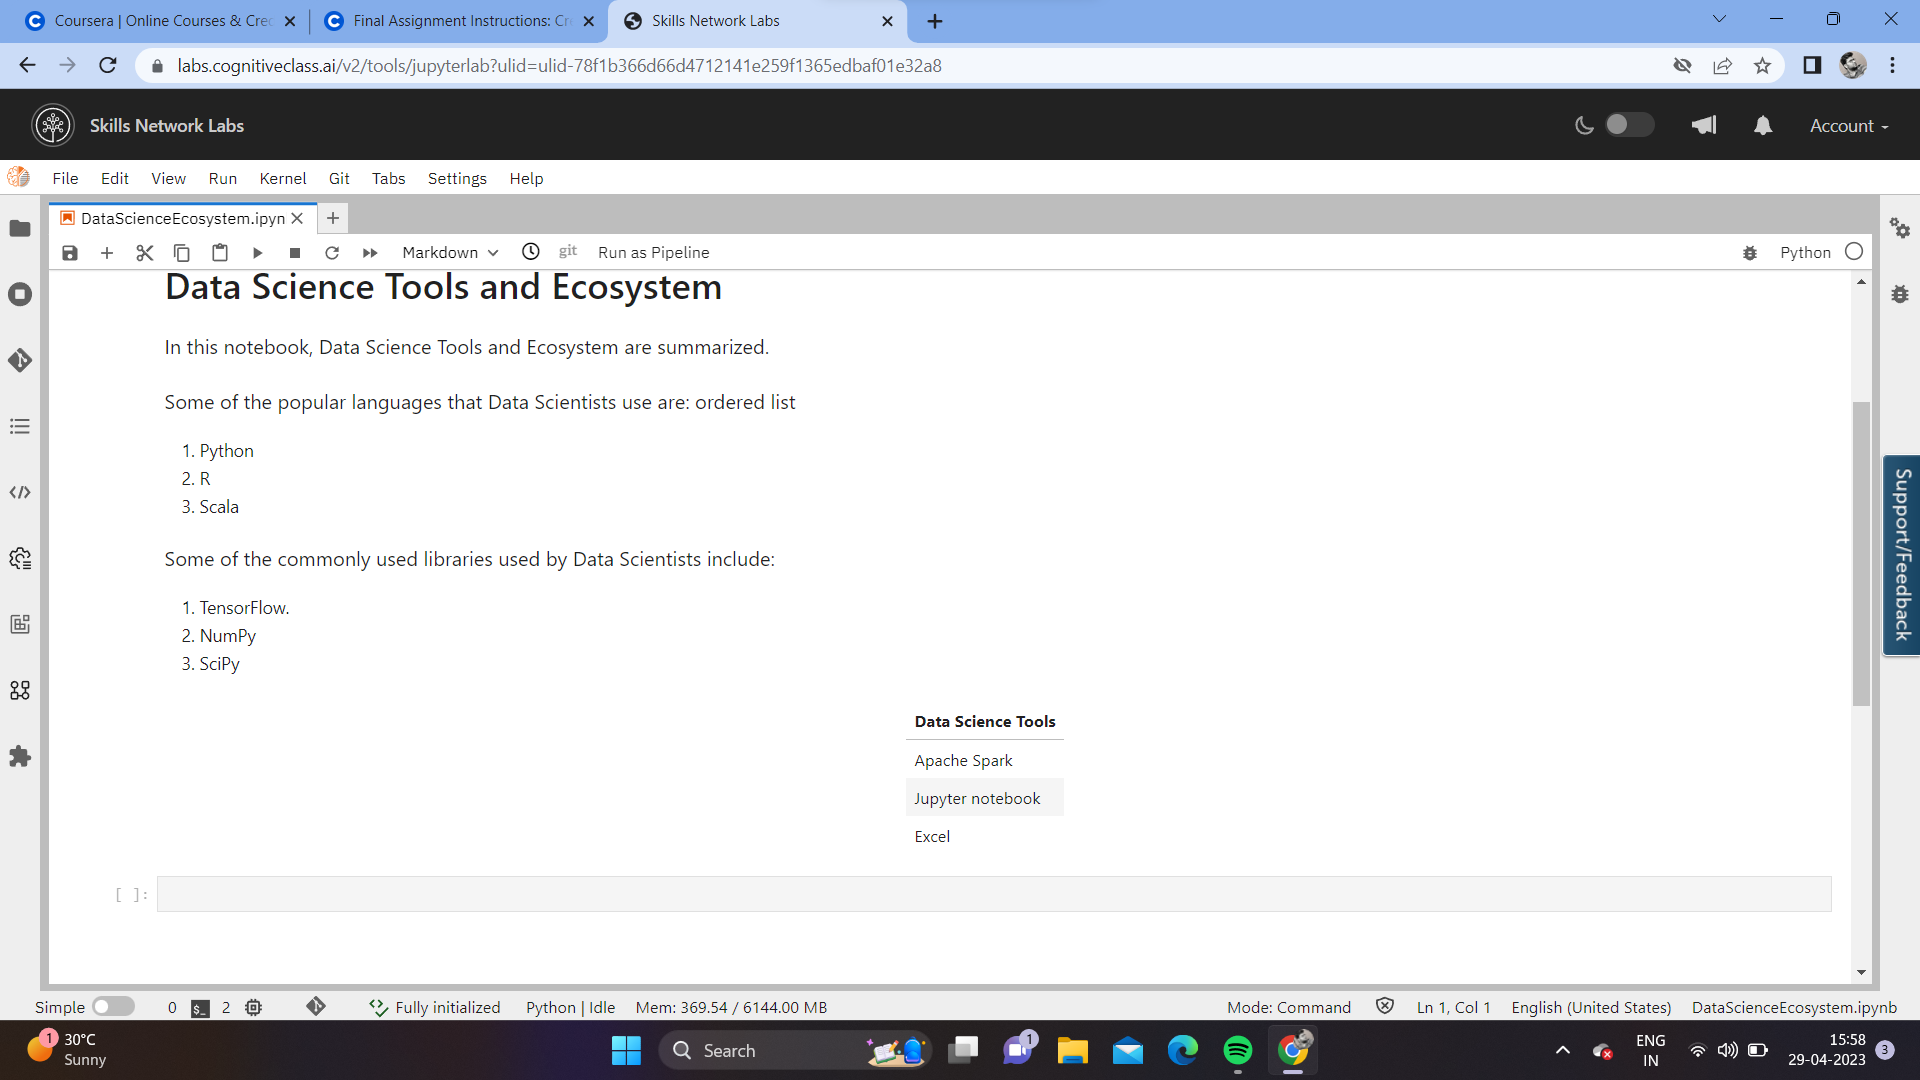 Coursera | Online Courses & Cred
Final Assignment Instructions: Cr
Skills Network Labs
labs.cognitiveclass.ai/v2/tools/jupyterlab?ulid=ulid-78f1b366d66d4712141e259f1365edbaf01e32a8
Skills Network Labs
Account
File Edit View Run Kernel Git Tabs Settings Help
DataScienceEcosystem.ipyn
Markdown git Run as Pipeline Python
Data Science Tools and Ecosystem
In this notebook, Data Science Tools and Ecosystem are summarized.
Some of the popular languages that Data Scientists use are: ordered list
1. Python
2. R
3. Scala
Some of the commonly used libraries used by Data Scientists include:
1. TensorFlow.
2. NumPy
3. SciPy
Data Science Tools
Apache Spark
Jupyter notebook
Excel
[ ]:
Support/Feedback
Simple 0 $_ 2 Fully initialized Python | Idle Mem: 369.54 / 6144.00 MB Mode: Command Ln 1, Col 1 English (United States) DataScienceEcosystem.ipynb
1
30°C
Sunny
Search
1
ENG
IN
15:58
29-04-2023
3